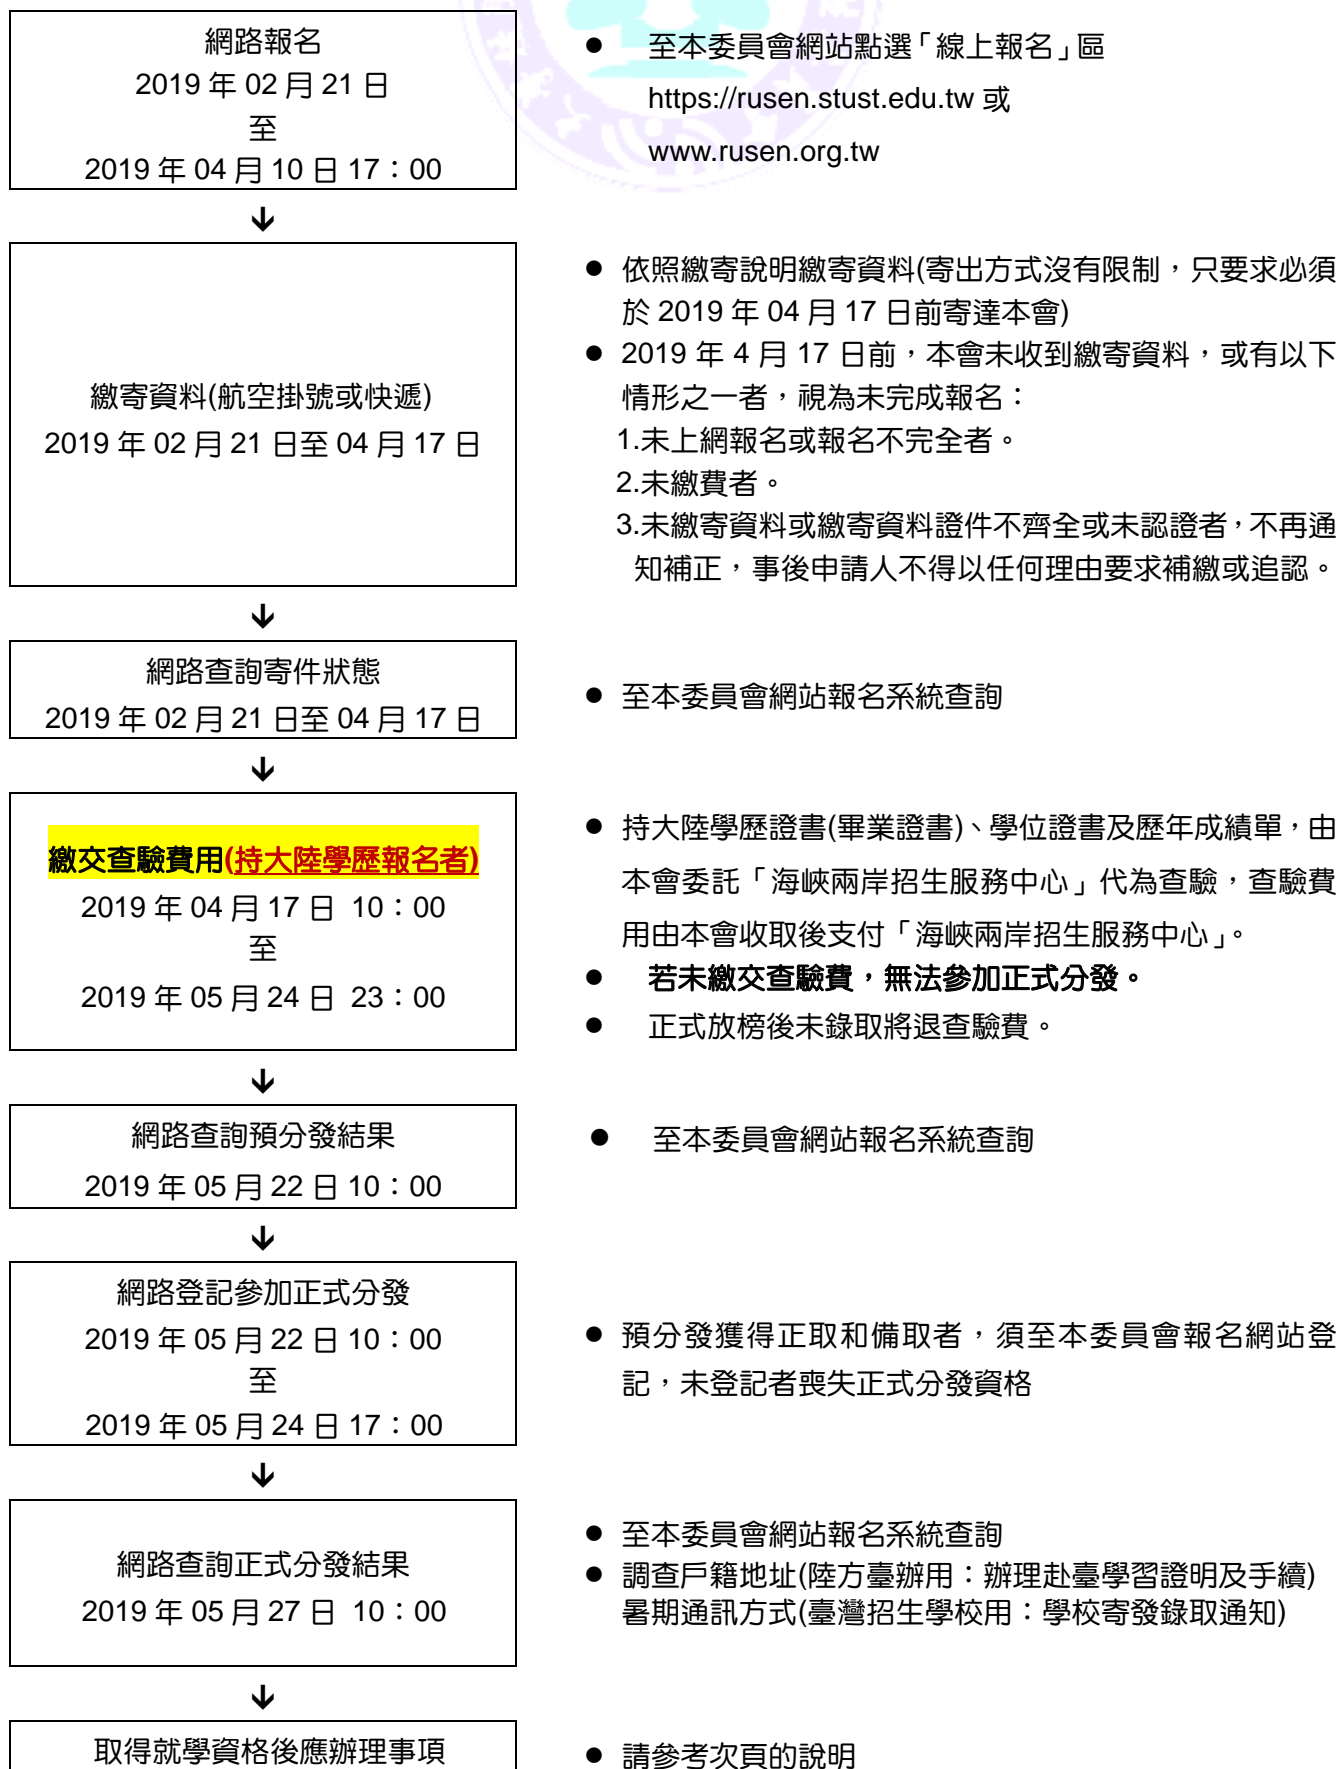 網路報名
2019 年 02 月 21 日
至
2019 年 04 月 10 日 17：00
● 至本委員會網站點選「線上報名」區
https://rusen.stust.edu.tw 或
www.rusen.org.tw
繳寄資料(航空掛號或快遞)
2019 年 02 月 21 日至 04 月 17 日
● 依照繳寄說明繳寄資料(寄出方式沒有限制，只要求必須
於 2019 年 04 月 17 日前寄達本會)
● 2019 年 4 月 17 日前，本會未收到繳寄資料，或有以下
情形之一者，視為未完成報名：
1.未上網報名或報名不完全者。
2.未繳費者。
3.未繳寄資料或繳寄資料證件不齊全或未認證者，不再通
知補正，事後申請人不得以任何理由要求補繳或追認。
網路查詢寄件狀態
2019 年 02 月 21 日至 04 月 17 日
● 至本委員會網站報名系統查詢
繳交查驗費用(持大陸學歷報名者)
2019 年 04 月 17 日 10：00
至
2019 年 05 月 24 日 23：00
● 持大陸學歷證書(畢業證書)、學位證書及歷年成績單，由
本會委託「海峽兩岸招生服務中心」代為查驗，查驗費
用由本會收取後支付「海峽兩岸招生服務中心」。
● 若未繳交查驗費，無法參加正式分發。
● 正式放榜後未錄取將退查驗費。
網路查詢預分發結果
2019 年 05 月 22 日 10：00
● 至本委員會網站報名系統查詢
網路登記參加正式分發
2019 年 05 月 22 日 10：00
至
2019 年 05 月 24 日 17：00
● 預分發獲得正取和備取者，須至本委員會報名網站登
記，未登記者喪失正式分發資格
網路查詢正式分發結果
2019 年 05 月 27 日 10：00
● 至本委員會網站報名系統查詢
● 調查戶籍地址(陸方臺辦用：辦理赴臺學習證明及手續)
暑期通訊方式(臺灣招生學校用：學校寄發錄取通知)
取得就學資格後應辦理事項
● 請參考次頁的說明